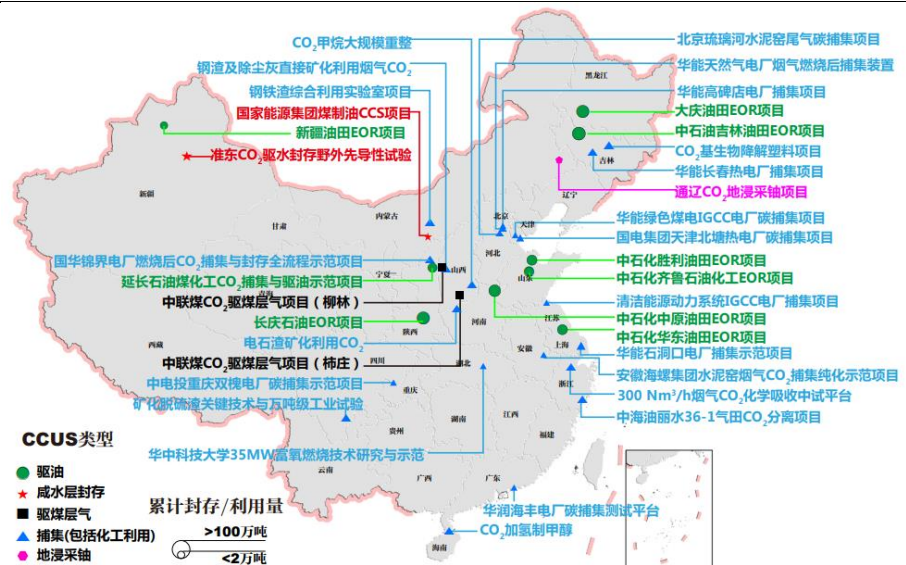 CO₂甲烷大规模重整
钢渣及除尘灰直接矿化利用烟气CO₂
钢铁渣综合利用实验室项目
国家能源集团煤制油CCS项目
新疆油田EOR项目
准东CO₂驱水封存野外先导性试验
北京琉璃河水泥窑尾气碳捕集项目
华能天然气电厂烟气燃烧后捕集装置
华能高碑店电厂捕集项目
大庆油田EOR项目
中石油吉林油田EOR项目
CO₂基生物降解塑料项目
华能长春热电厂捕集项目
通辽CO₂地浸采铀项目
华能绿色煤电IGCC电厂碳捕集项目
国电集团天津北塘热电厂碳捕集项目
中石化胜利油田EOR项目
中石化齐鲁石油化工EOR项目
清洁能源动力系统IGCC电厂捕集项目
中石化中原油田EOR项目
中石化华东油田EOR项目
华能石洞口电厂捕集示范项目
安徽海螺集团水泥窑烟气CO₂捕集纯化示范项目
300 Nm³/h烟气CO₂化学吸收中试平台
中海油丽水36-1气田CO₂分离项目
国华锦界电厂燃烧后CO₂捕集与封存全流程示范项目
延长石油煤化工CO₂捕集与驱油示范项目
中联煤CO₂驱煤层气项目（柳林）
长庆石油EOR项目
电石渣矿化利用CO₂
中联煤CO₂驱煤层气项目（柿庄）
中电投重庆双槐电厂碳捕集示范项目
矿化脱硫渣关键技术与万吨级工业试验
华中科技大学35MW富氧燃烧技术研究与示范
华润海丰电厂碳捕集测试平台
CO₂加氢制甲醇
黑龙江
吉林
辽宁
内蒙古
北京
天津
河北
新疆
甘肃
宁夏
山西
山东
青海
陕西
河南
江苏
西藏
四川
重庆
湖北
安徽
上海
浙江
湖南
江西
贵州
福建
云南
广西
广东
海南
CCUS类型
驱油
咸水层封存
驱煤层气
捕集(包括化工利用)
地浸采铀
累计封存/利用量
>100万吨
<2万吨